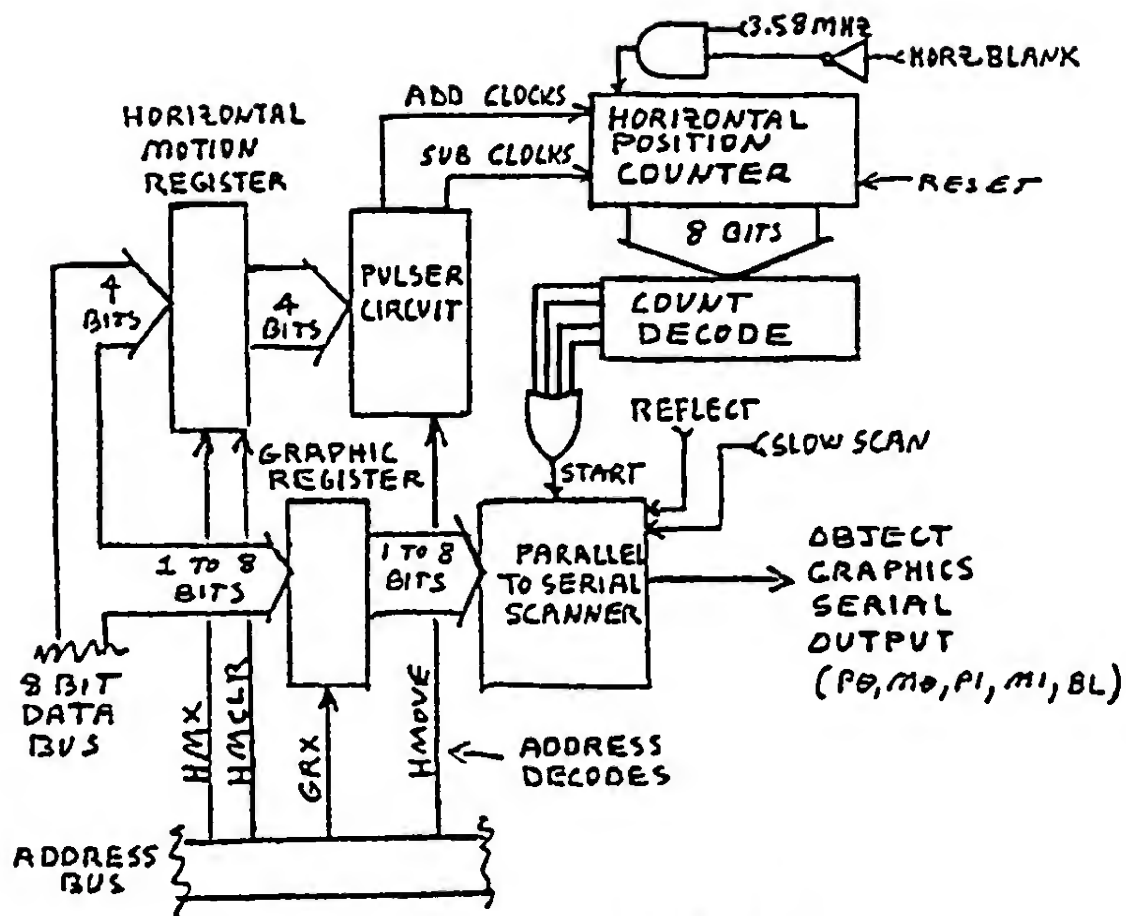 3.58MHZ
HORZ.BLANK
ADD CLOCKS
HORIZONTAL
POSITION
COUNTER
HORIZONTAL
MOTION
REGISTER
SUB CLOCKS
RESET
8 BITS
4
BITS
4
BITS
PULSER
CIRCUIT
COUNT
DECODE
REFLECT
SLOW SCAN
GRAPHIC
REGISTER
START
1 TO 8
BITS
1 TO 8
BITS
PARALLEL
TO SERIAL
SCANNER
OBJECT
GRAPHICS
SERIAL
OUTPUT
(P0, M0, P1, M1, BL)
8 BIT
DATA
BUS
HMX
HMCLR
GRX
HMOVE
ADDRESS
DECODES
ADDRESS
BUS